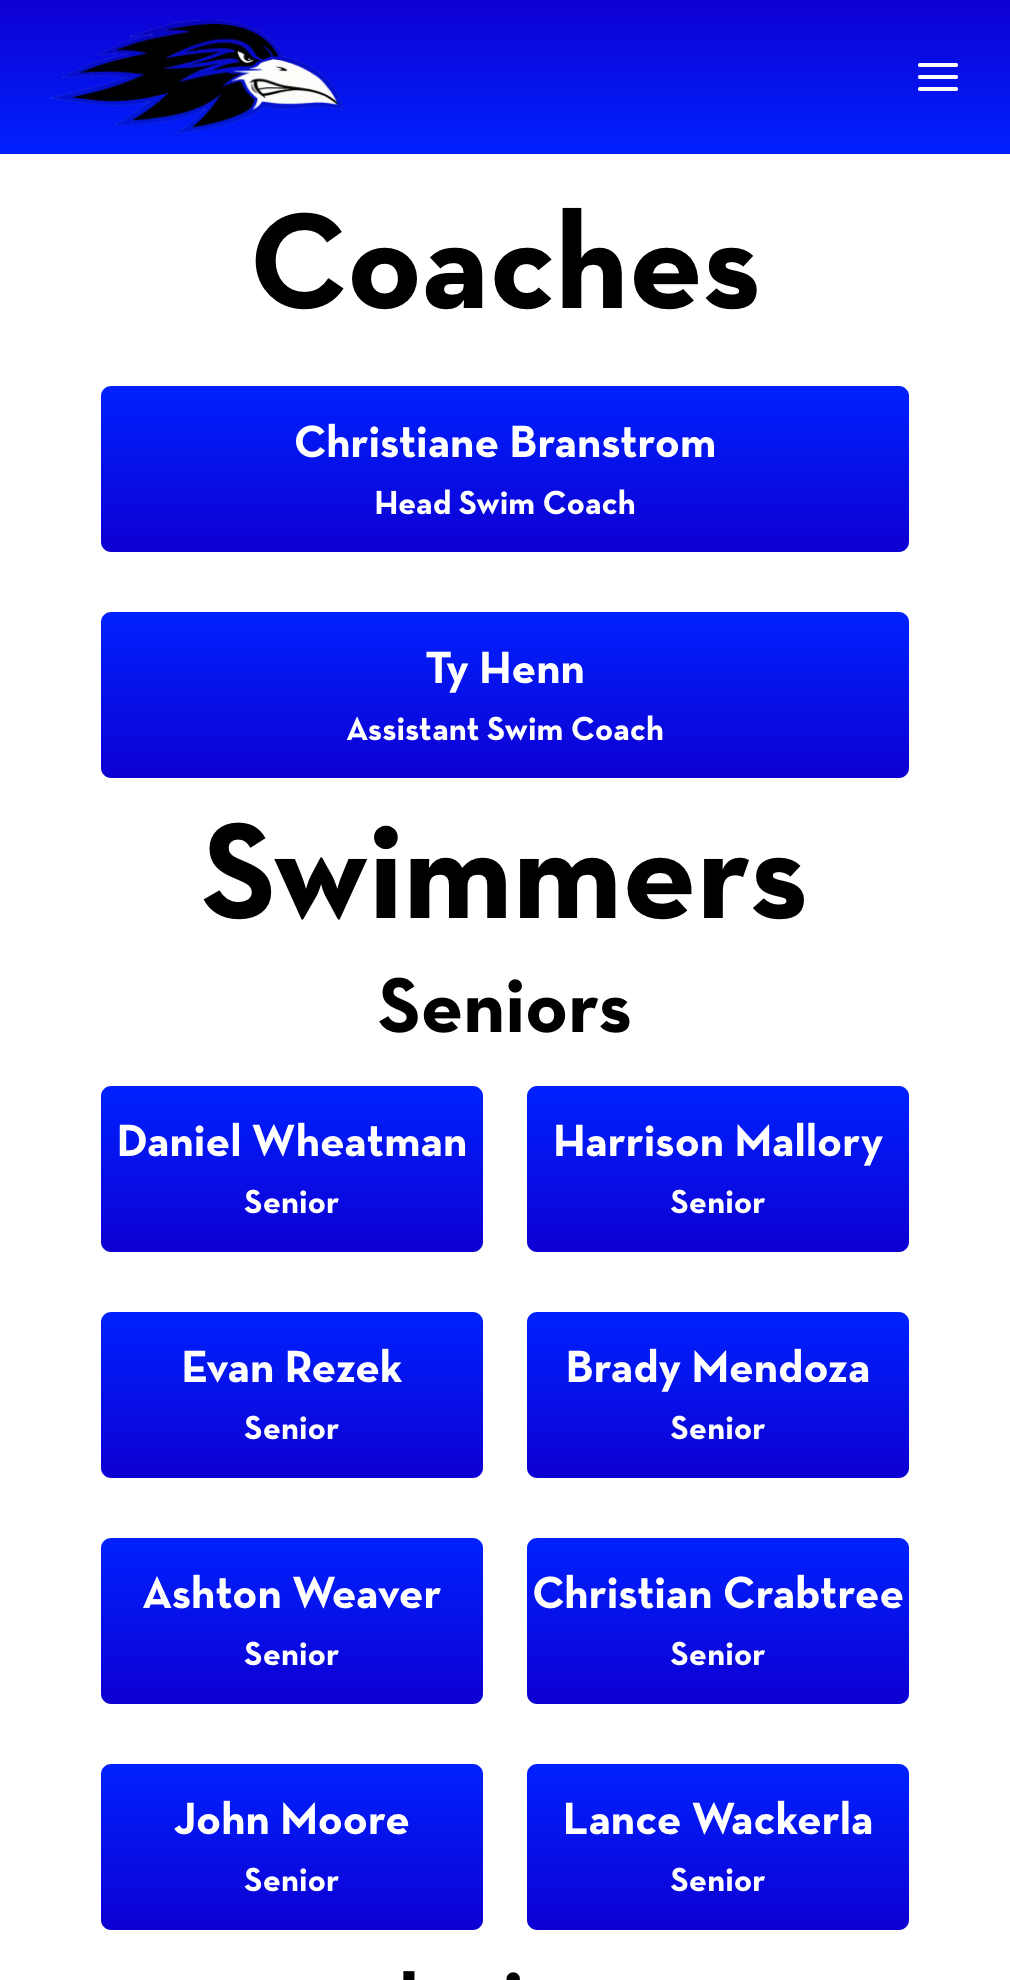 Coaches
Christiane Branstrom
Head Swim Coach
Ty Henn
Assistant Swim Coach
Swimmers
Seniors
Daniel Wheatman
Senior
Harrison Mallory
Senior
Evan Rezek
Senior
Brady Mendoza
Senior
Ashton Weaver
Senior
Christian Crabtree
Senior
John Moore
Senior
Lance Wackerla
Senior